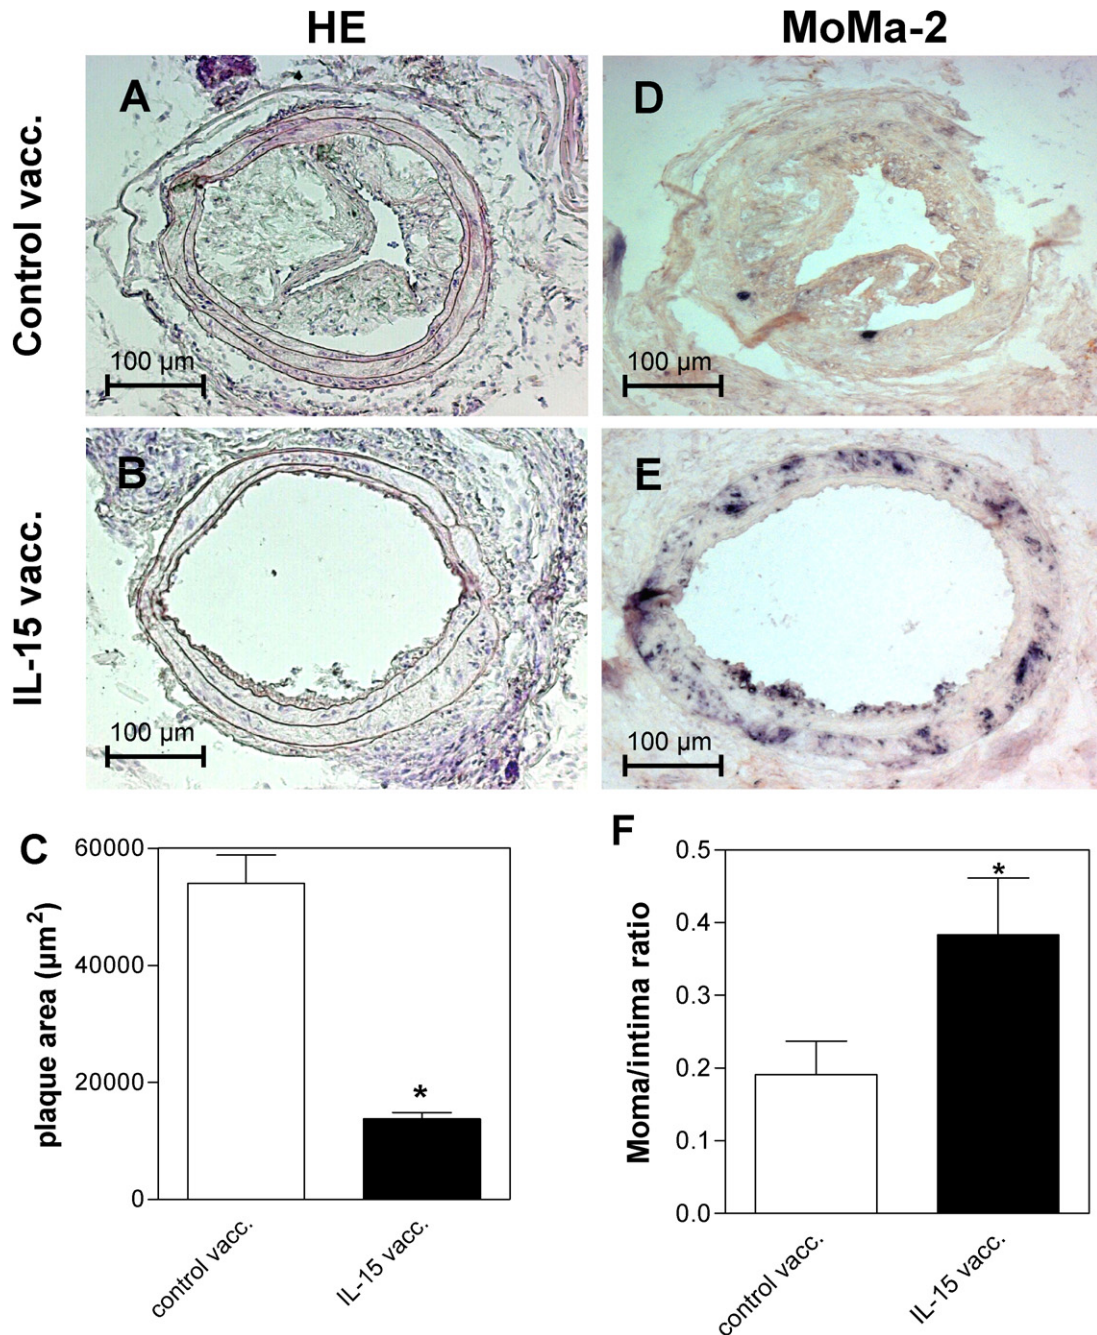 HE
MoMa-2
Control vacc.
A
100 µm
D
100 µm
IL-15 vacc.
B
100 µm
E
100 µm
C
plaque area (µm²)
60000
40000
20000
0
*
control vacc.
IL-15 vacc.
F
Moma/intima ratio
0.5
0.4
0.3
0.2
0.1
0.0
*
control vacc.
IL-15 vacc.